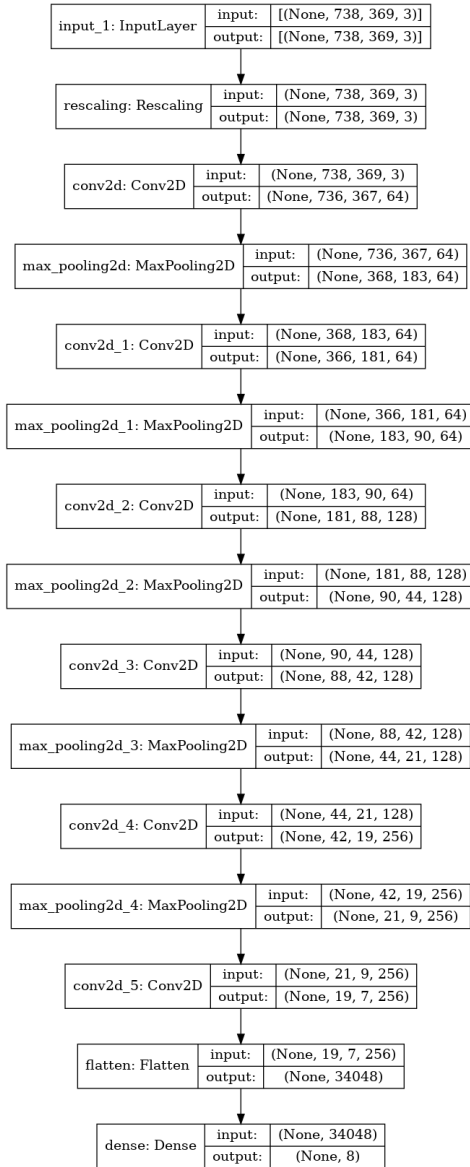 input_1: InputLayer input: [(None, 738, 369, 3)]
output: [(None, 738, 369, 3)]
rescaling: Rescaling input: (None, 738, 369, 3)
output: (None, 738, 369, 3)
conv2d: Conv2D input: (None, 738, 369, 3)
output: (None, 736, 367, 64)
max_pooling2d: MaxPooling2D input: (None, 736, 367, 64)
output: (None, 368, 183, 64)
conv2d_1: Conv2D input: (None, 368, 183, 64)
output: (None, 366, 181, 64)
max_pooling2d_1: MaxPooling2D input: (None, 366, 181, 64)
output: (None, 183, 90, 64)
conv2d_2: Conv2D input: (None, 183, 90, 64)
output: (None, 181, 88, 128)
max_pooling2d_2: MaxPooling2D input: (None, 181, 88, 128)
output: (None, 90, 44, 128)
conv2d_3: Conv2D input: (None, 90, 44, 128)
output: (None, 88, 42, 128)
max_pooling2d_3: MaxPooling2D input: (None, 88, 42, 128)
output: (None, 44, 21, 128)
conv2d_4: Conv2D input: (None, 44, 21, 128)
output: (None, 42, 19, 256)
max_pooling2d_4: MaxPooling2D input: (None, 42, 19, 256)
output: (None, 21, 9, 256)
conv2d_5: Conv2D input: (None, 21, 9, 256)
output: (None, 19, 7, 256)
flatten: Flatten input: (None, 19, 7, 256)
output: (None, 34048)
dense: Dense input: (None, 34048)
output: (None, 8)